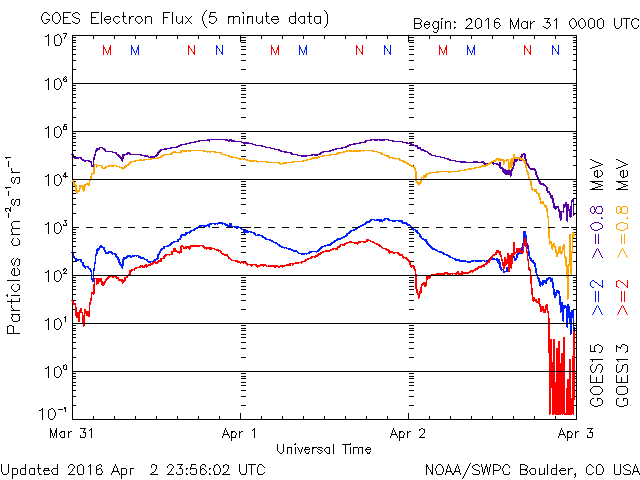 GOES Electron Flux (5 minute data)
Begin: 2016 Mar 31 0000 UTC
M M N N M M N N M M N N
10⁷
10⁶
10⁵
10⁴
10³
10²
10¹
10⁰
10⁻¹
Particles cm⁻²s⁻¹sr⁻¹
Mar 31 Apr 1 Apr 2 Apr 3
Universal Time
GOES15 >=2 >=0.8 MeV
GOES13 >=2 >=0.8 MeV
Updated 2016 Apr 2 23:56:02 UTC
NOAA/SWPC Boulder, CO USA